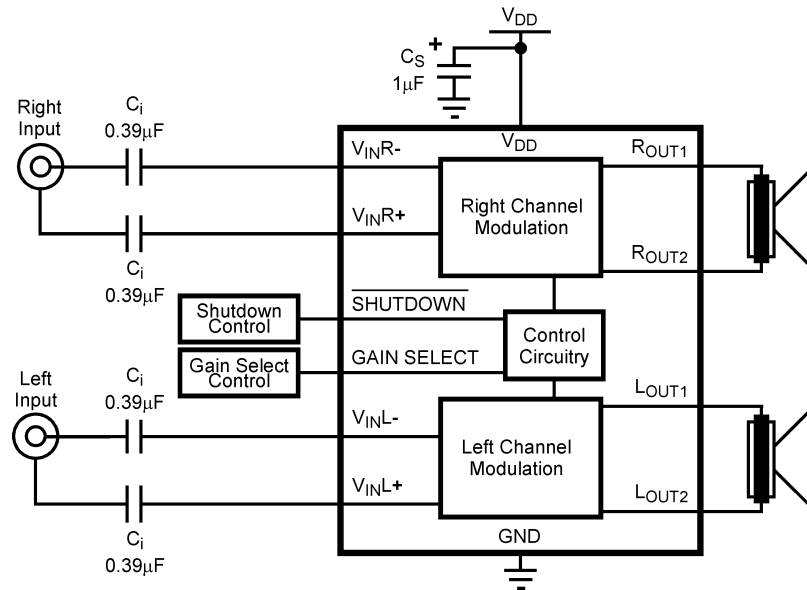 VDD
CS
+
1μF
Right
Input
Ci
0.39μF
VDD
VINR-
ROUT1
Right Channel
Modulation
VINR+
ROUT2
Ci
0.39μF
SHUTDOWN
Shutdown
Control
Control
Circuitry
GAIN SELECT
Gain Select
Control
Left
Input
Ci
0.39μF
LOUT1
VINL-
Left Channel
Modulation
VINL+
LOUT2
Ci
0.39μF
GND